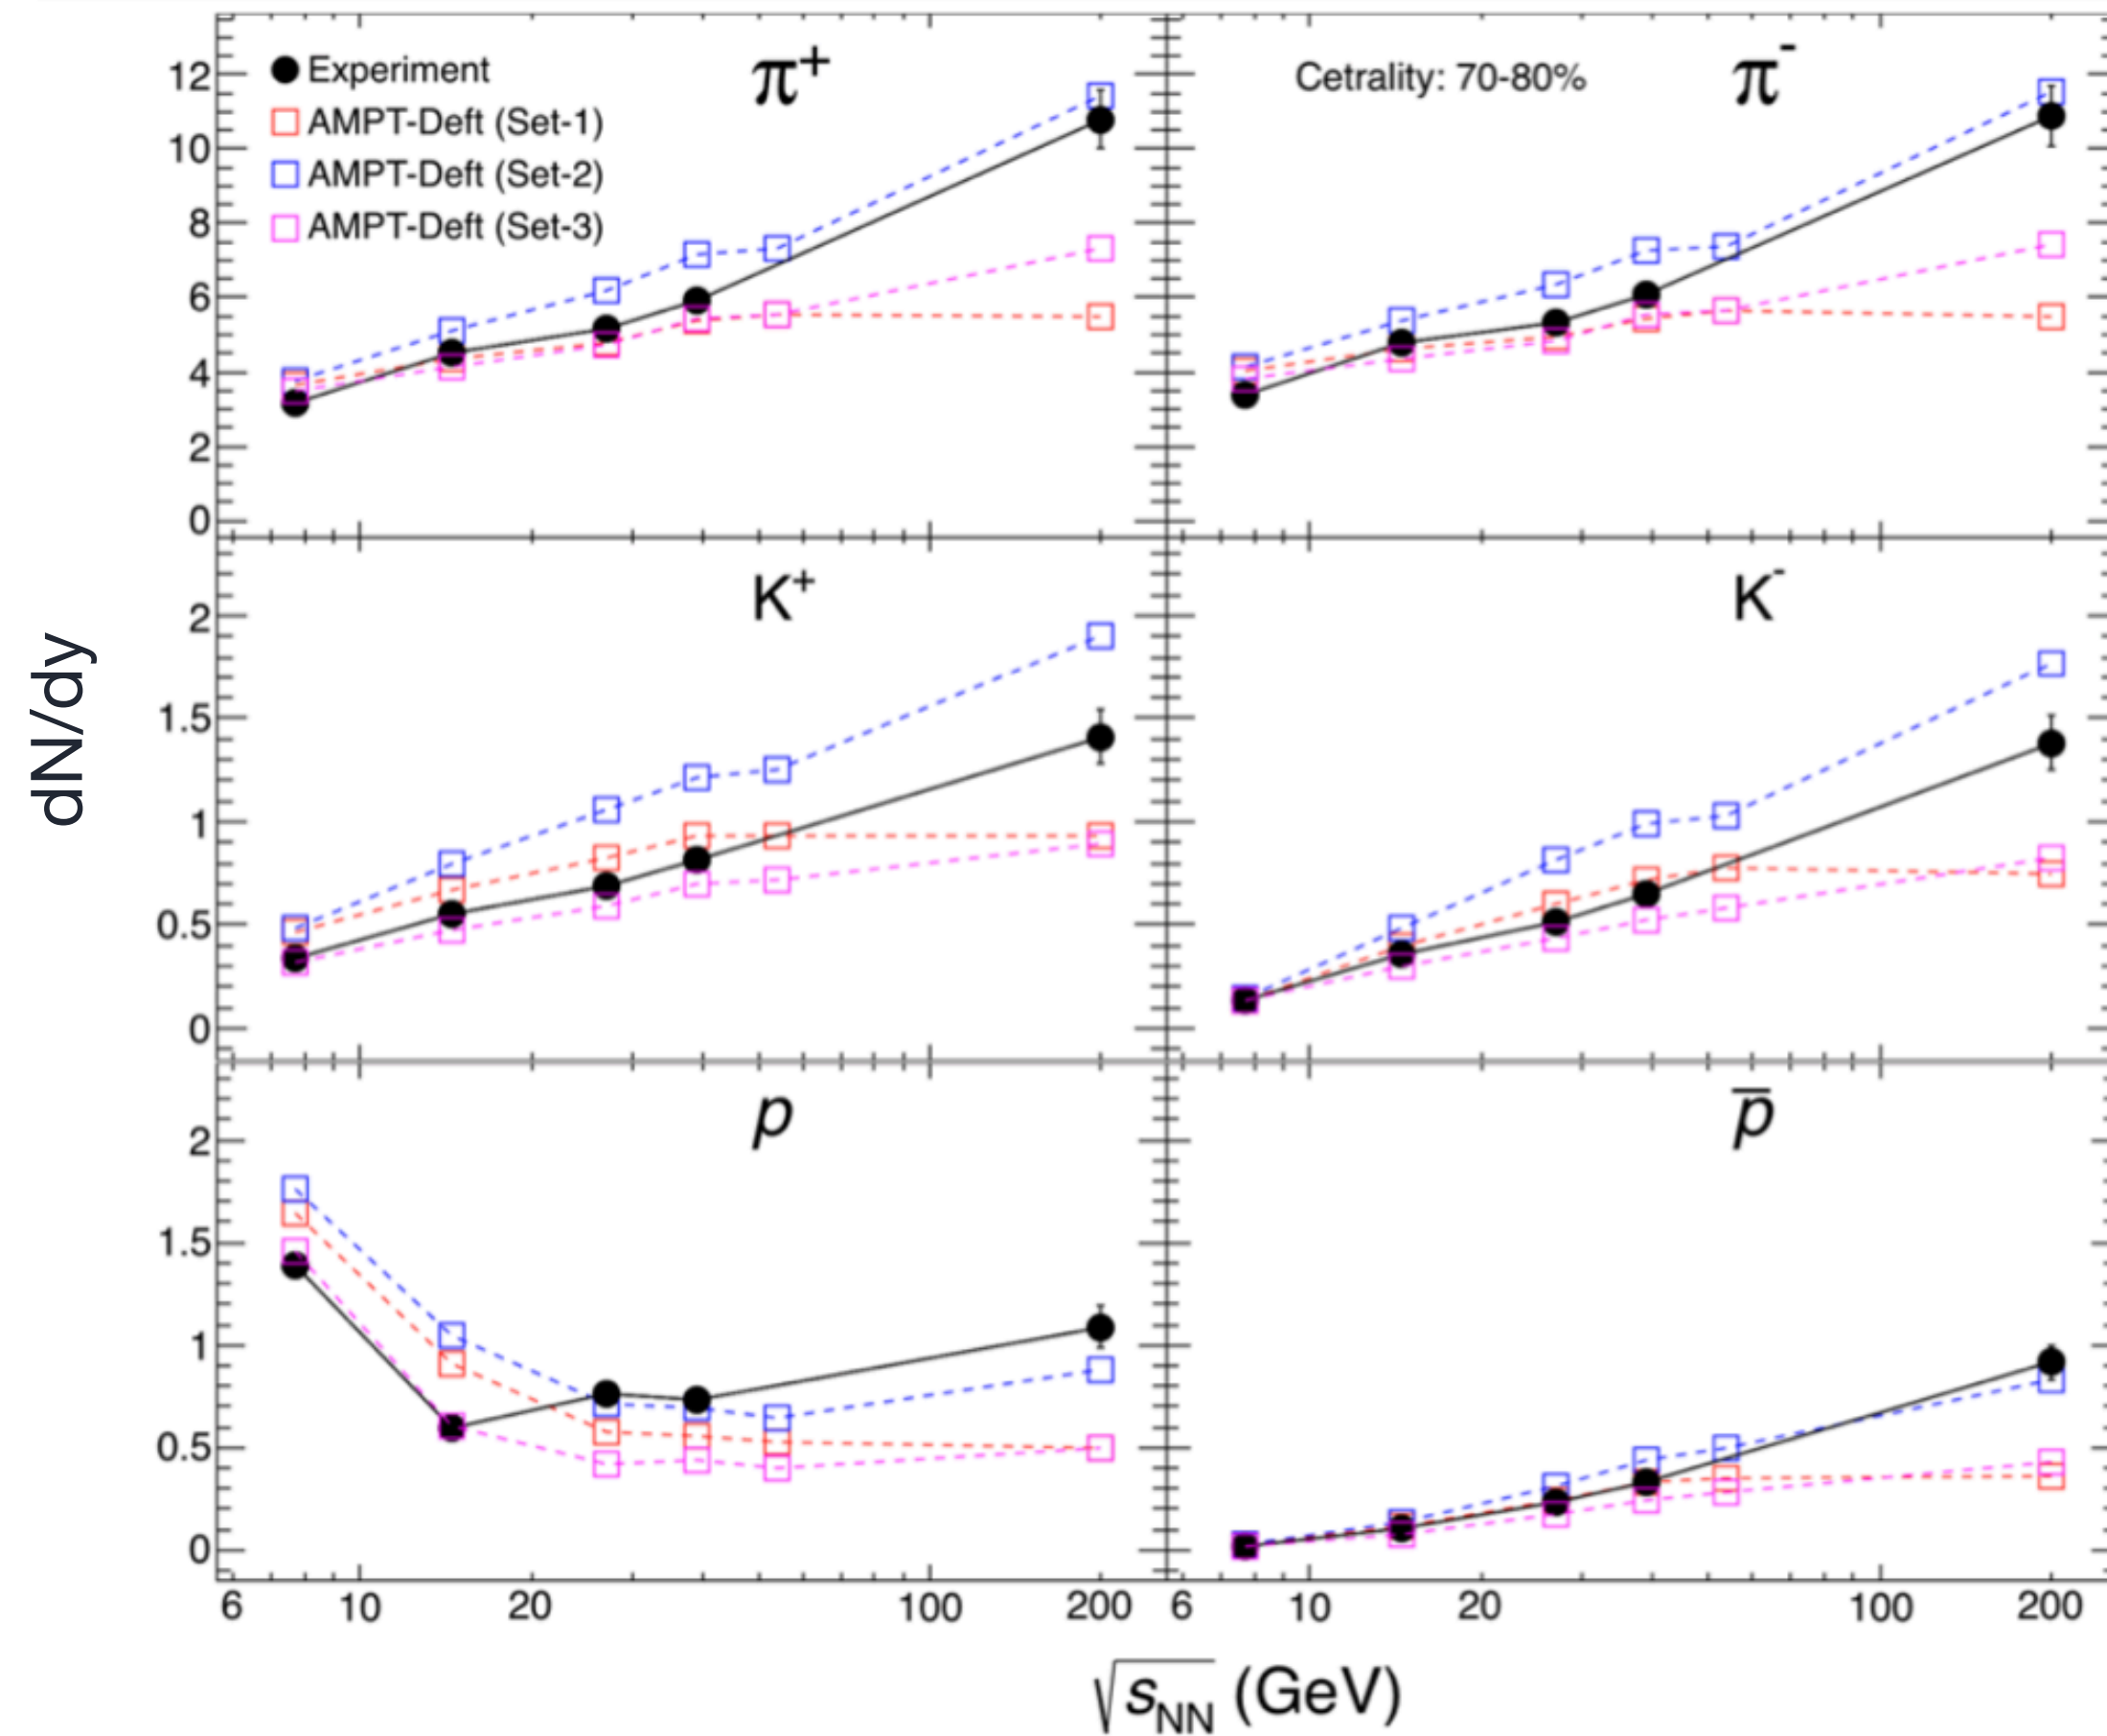 π+
π-
Experiment
AMPT-Deft (Set-1)
AMPT-Deft (Set-2)
AMPT-Deft (Set-3)
Cetrality: 70-80%
12
10
8
6
4
2
0
K+
K-
2
1.5
1
0.5
0
dN/dy
p
p̅
2
1.5
1
0.5
0
6 10 20 100 200 6 10 20 100 200
√sNN (GeV)